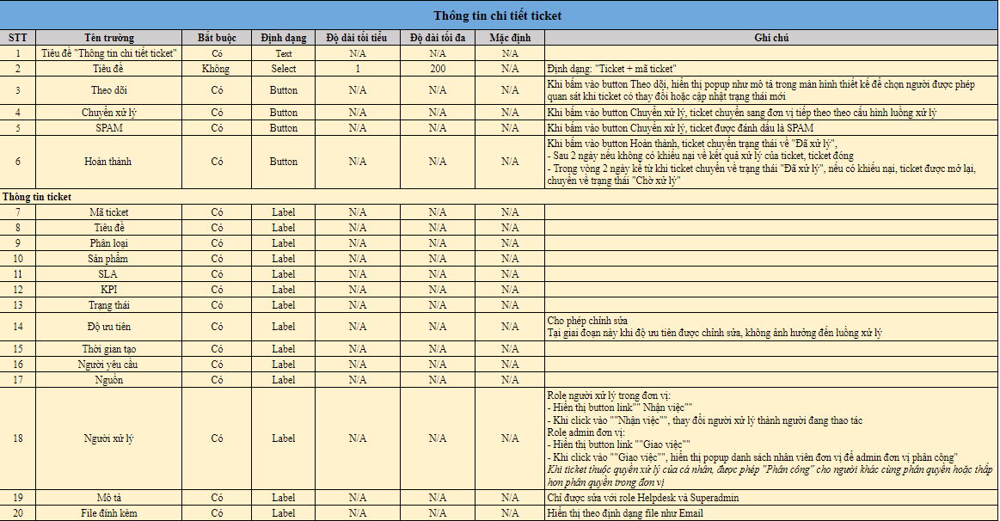 Thông tin chi tiết ticket
STT Tên trường Bắt buộc Định dạng Độ dài tối tiểu Độ dài tối đa Mặc định Ghi chú
1 Tiêu đề "Thông tin chi tiết ticket" Có Text N/A N/A N/A
2 Tiêu đề Không Select 1 200 N/A Định dạng: "Ticket + mã ticket"
3 Theo dõi Có Button N/A N/A N/A Khi bấm vào button Theo dõi, hiển thị popup như mô tả trong màn hình thiết kế để chọn người được phép
quan sát khi ticket có thay đổi hoặc cập nhật trạng thái mới
4 Chuyển xử lý Có Button N/A N/A N/A Khi bấm vào button Chuyển xử lý, ticket chuyển sang đơn vị tiếp theo theo cấu hình luồng xử lý
5 SPAM Có Button N/A N/A N/A Khi bấm vào button Chuyển xử lý, ticket được đánh dấu là SPAM
6 Hoàn thành Có Button N/A N/A N/A Khi bấm vào button Hoàn thành, ticket chuyển trạng thái về "Đã xử lý",
- Sau 2 ngày nếu không có khiếu nại về kết quả xử lý của ticket, ticket đóng
- Trong vòng 2 ngày kể từ khi ticket chuyển về trạng thái "Đã xử lý", nếu có khiếu nại, ticket được mở lại,
chuyển về trạng thái "Chờ xử lý"
Thông tin ticket
7 Mã ticket Có Label N/A N/A N/A
8 Tiêu đề Có Label N/A N/A N/A
9 Phân loại Có Label N/A N/A N/A
10 Sản phẩm Có Label N/A N/A N/A
11 SLA Có Label N/A N/A N/A
12 KPI Có Label N/A N/A N/A
13 Trạng thái Có Label N/A N/A N/A
14 Độ ưu tiên Có Label N/A N/A N/A Cho phép chỉnh sửa
Tại giai đoạn này khi độ ưu tiên được chỉnh sửa, không ảnh hưởng đến luồng xử lý
15 Thời gian tạo Có Label N/A N/A N/A
16 Người yêu cầu Có Label N/A N/A N/A
17 Nguồn Có Label N/A N/A N/A
18 Người xử lý Có Label N/A N/A N/A Role người xử lý trong đơn vị:
- Hiển thị button link"" Nhận việc""
- Khi click vào ""Nhận việc"", thay đổi người xử lý thành người đang thao tác
Role admin đơn vị:
- Hiển thị button link ""Giao việc""
- Khi click vào ""Giao việc"", hiển thị popup danh sách nhân viên đơn vị để admin đơn vị phân công"
Khi ticket thuộc quyền xử lý của cá nhân, được phép "Phân công" cho người khác cùng phân quyền hoặc thấp
hơn phân quyền trong đơn vị
19 Mô tả Có Label N/A N/A N/A Chỉ được sửa với role Helpdesk và Superadmin
20 File đính kèm Có Label N/A N/A N/A Hiển thị theo định dạng file như Email